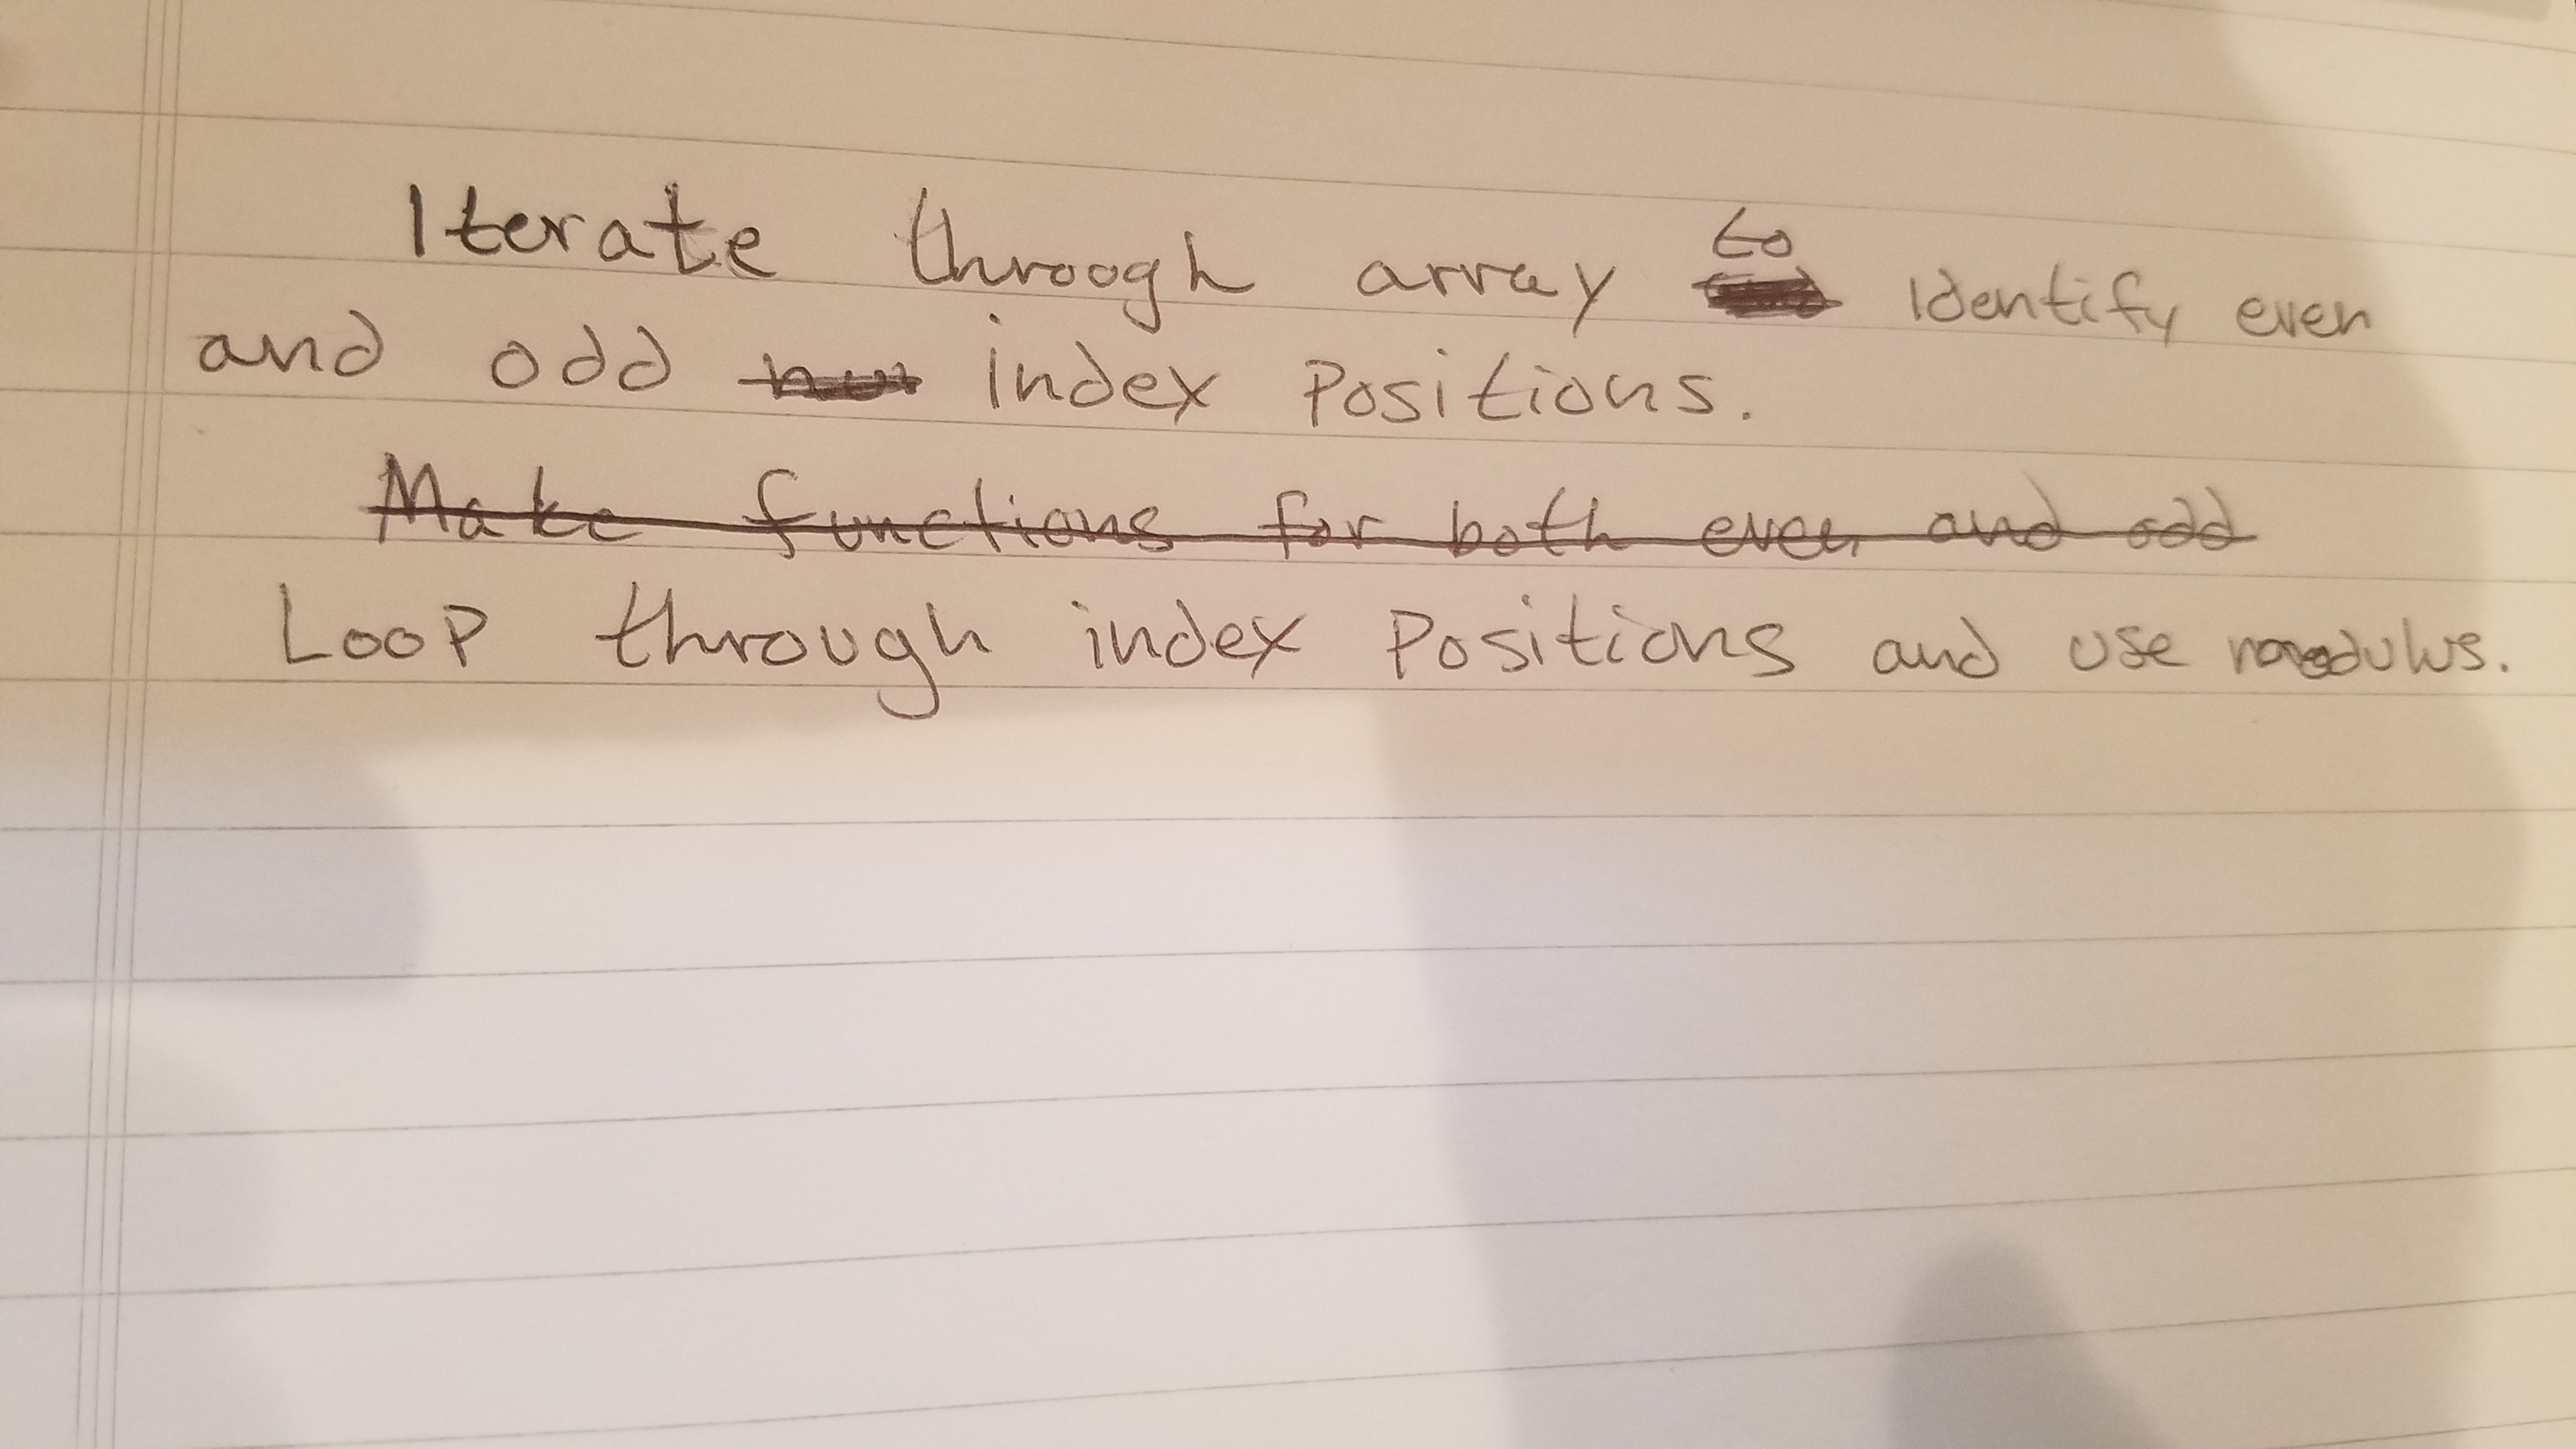 Iterate through array to identify even
and odd index positions.
Make functions for both even and odd
Loop through index positions and use modulus.